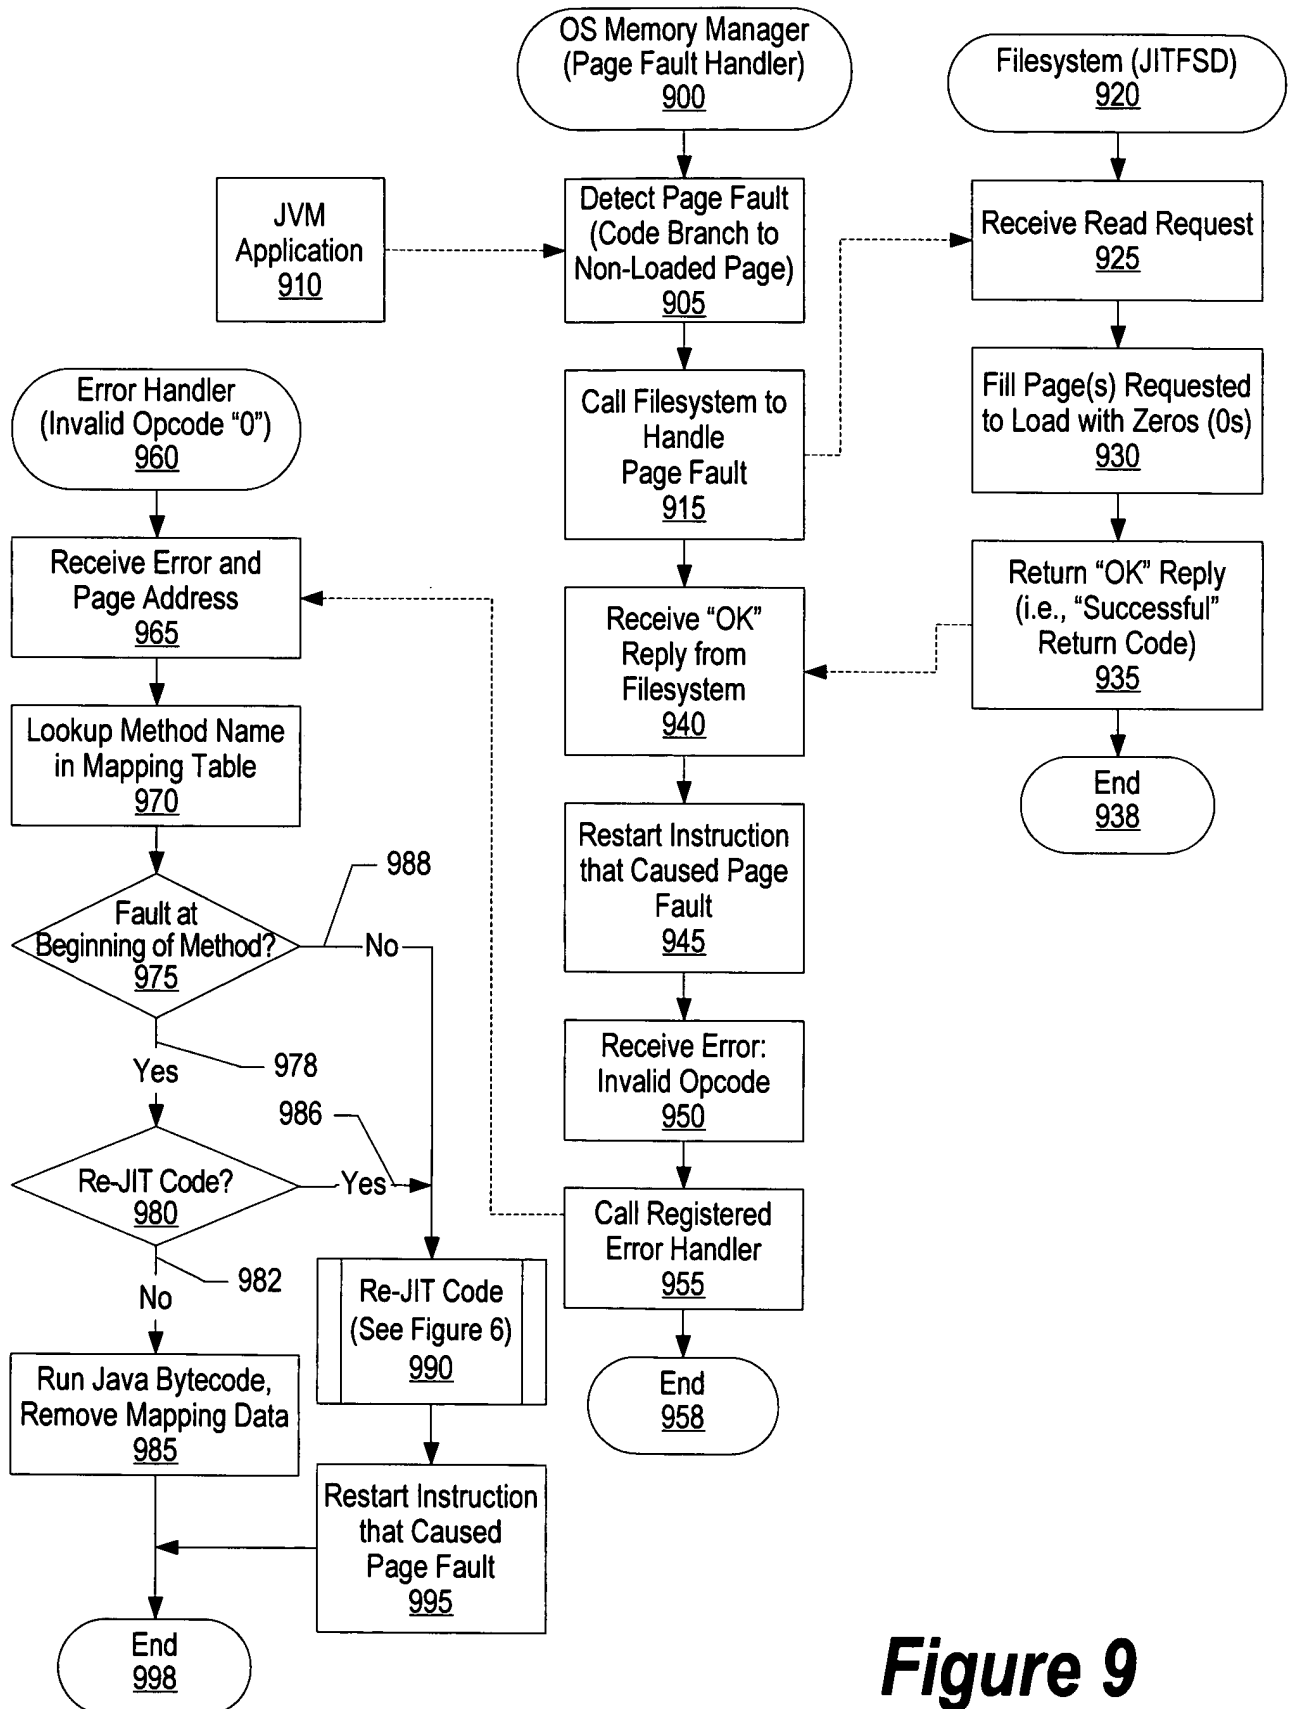 OS Memory Manager
(Page Fault Handler)
900
Filesystem (JITFSD)
920
JVM
Application
910
Detect Page Fault
(Code Branch to
Non-Loaded Page)
905
Receive Read Request
925
Error Handler
(Invalid Opcode “0”)
960
Call Filesystem to
Handle
Page Fault
915
Fill Page(s) Requested
to Load with Zeros (0s)
930
Receive Error and
Page Address
965
Receive “OK”
Reply from
Filesystem
940
Return “OK” Reply
(i.e., “Successful”
Return Code)
935
Lookup Method Name
in Mapping Table
970
End
938
Restart Instruction
that Caused Page
Fault
945
988
Fault at
Beginning of Method?
975
No
978
Yes
Receive Error:
Invalid Opcode
950
986
Re-JIT Code?
980
Yes
Call Registered
Error Handler
955
982
No
Re-JIT Code
(See Figure 6)
990
Run Java Bytecode,
Remove Mapping Data
985
End
958
Restart Instruction
that Caused
Page Fault
995
End
998
Figure 9